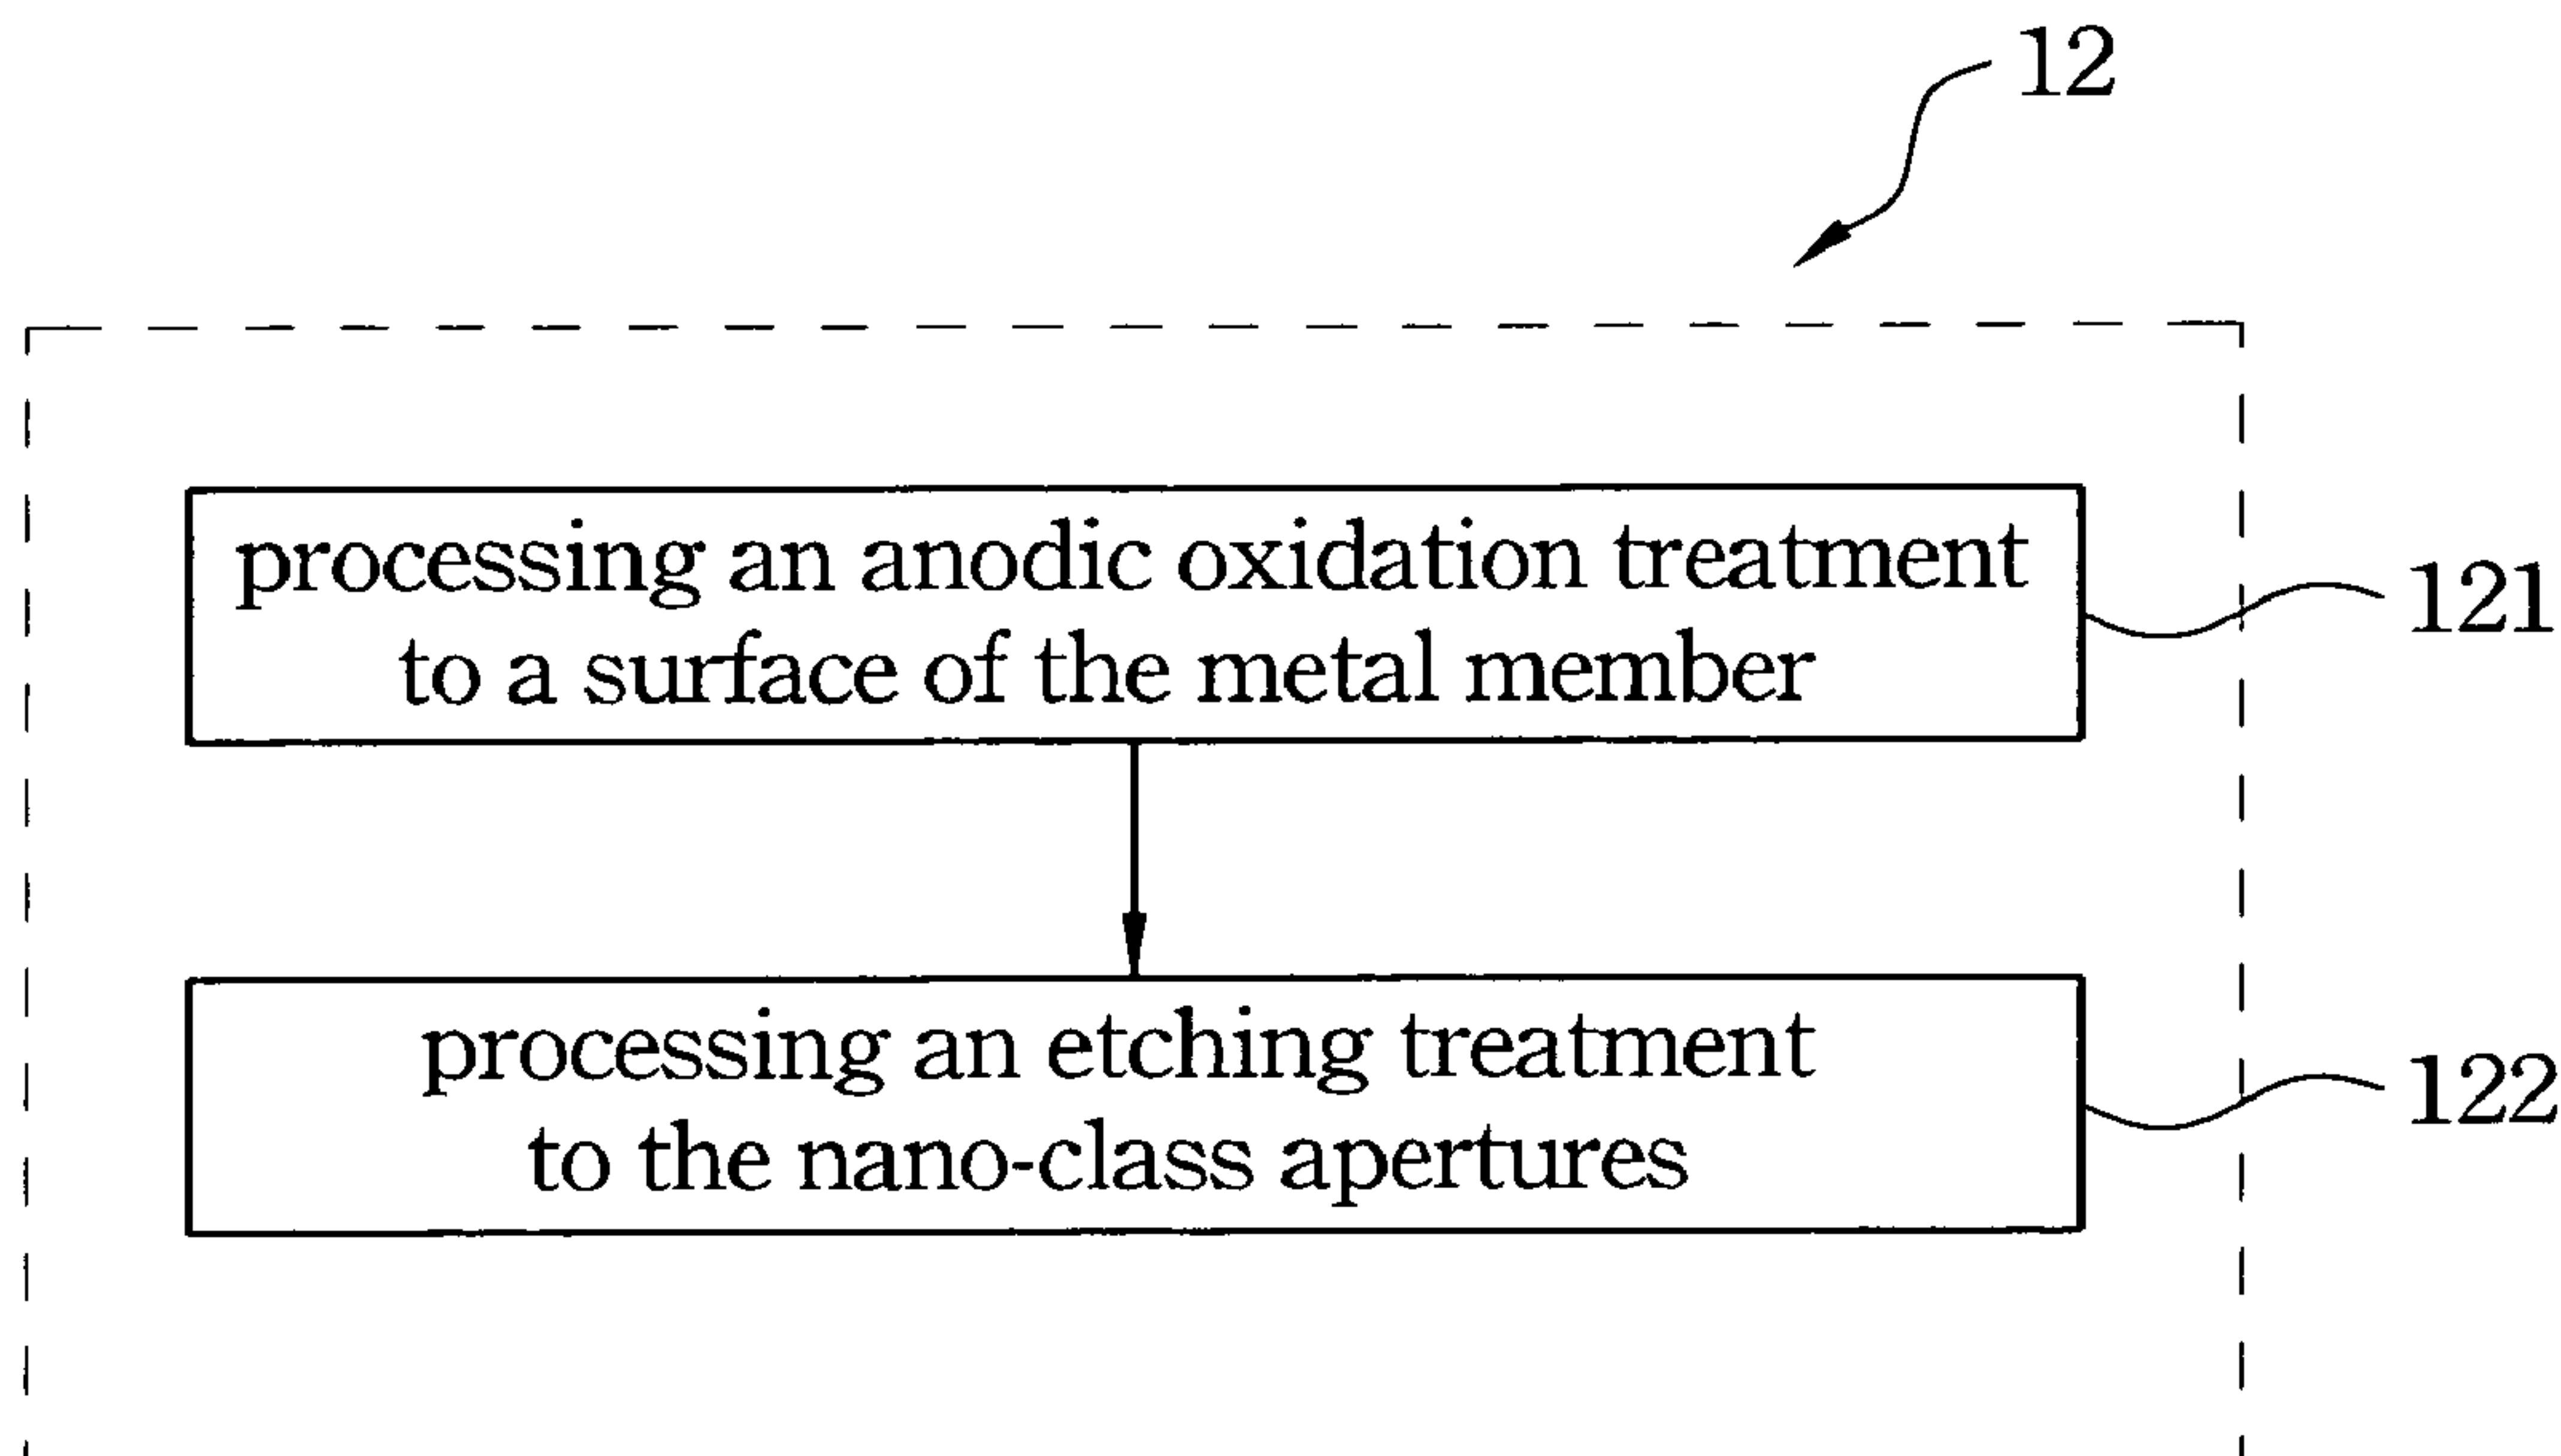 12
processing an anodic oxidation treatment
to a surface of the metal member
121
processing an etching treatment
to the nano-class apertures
122